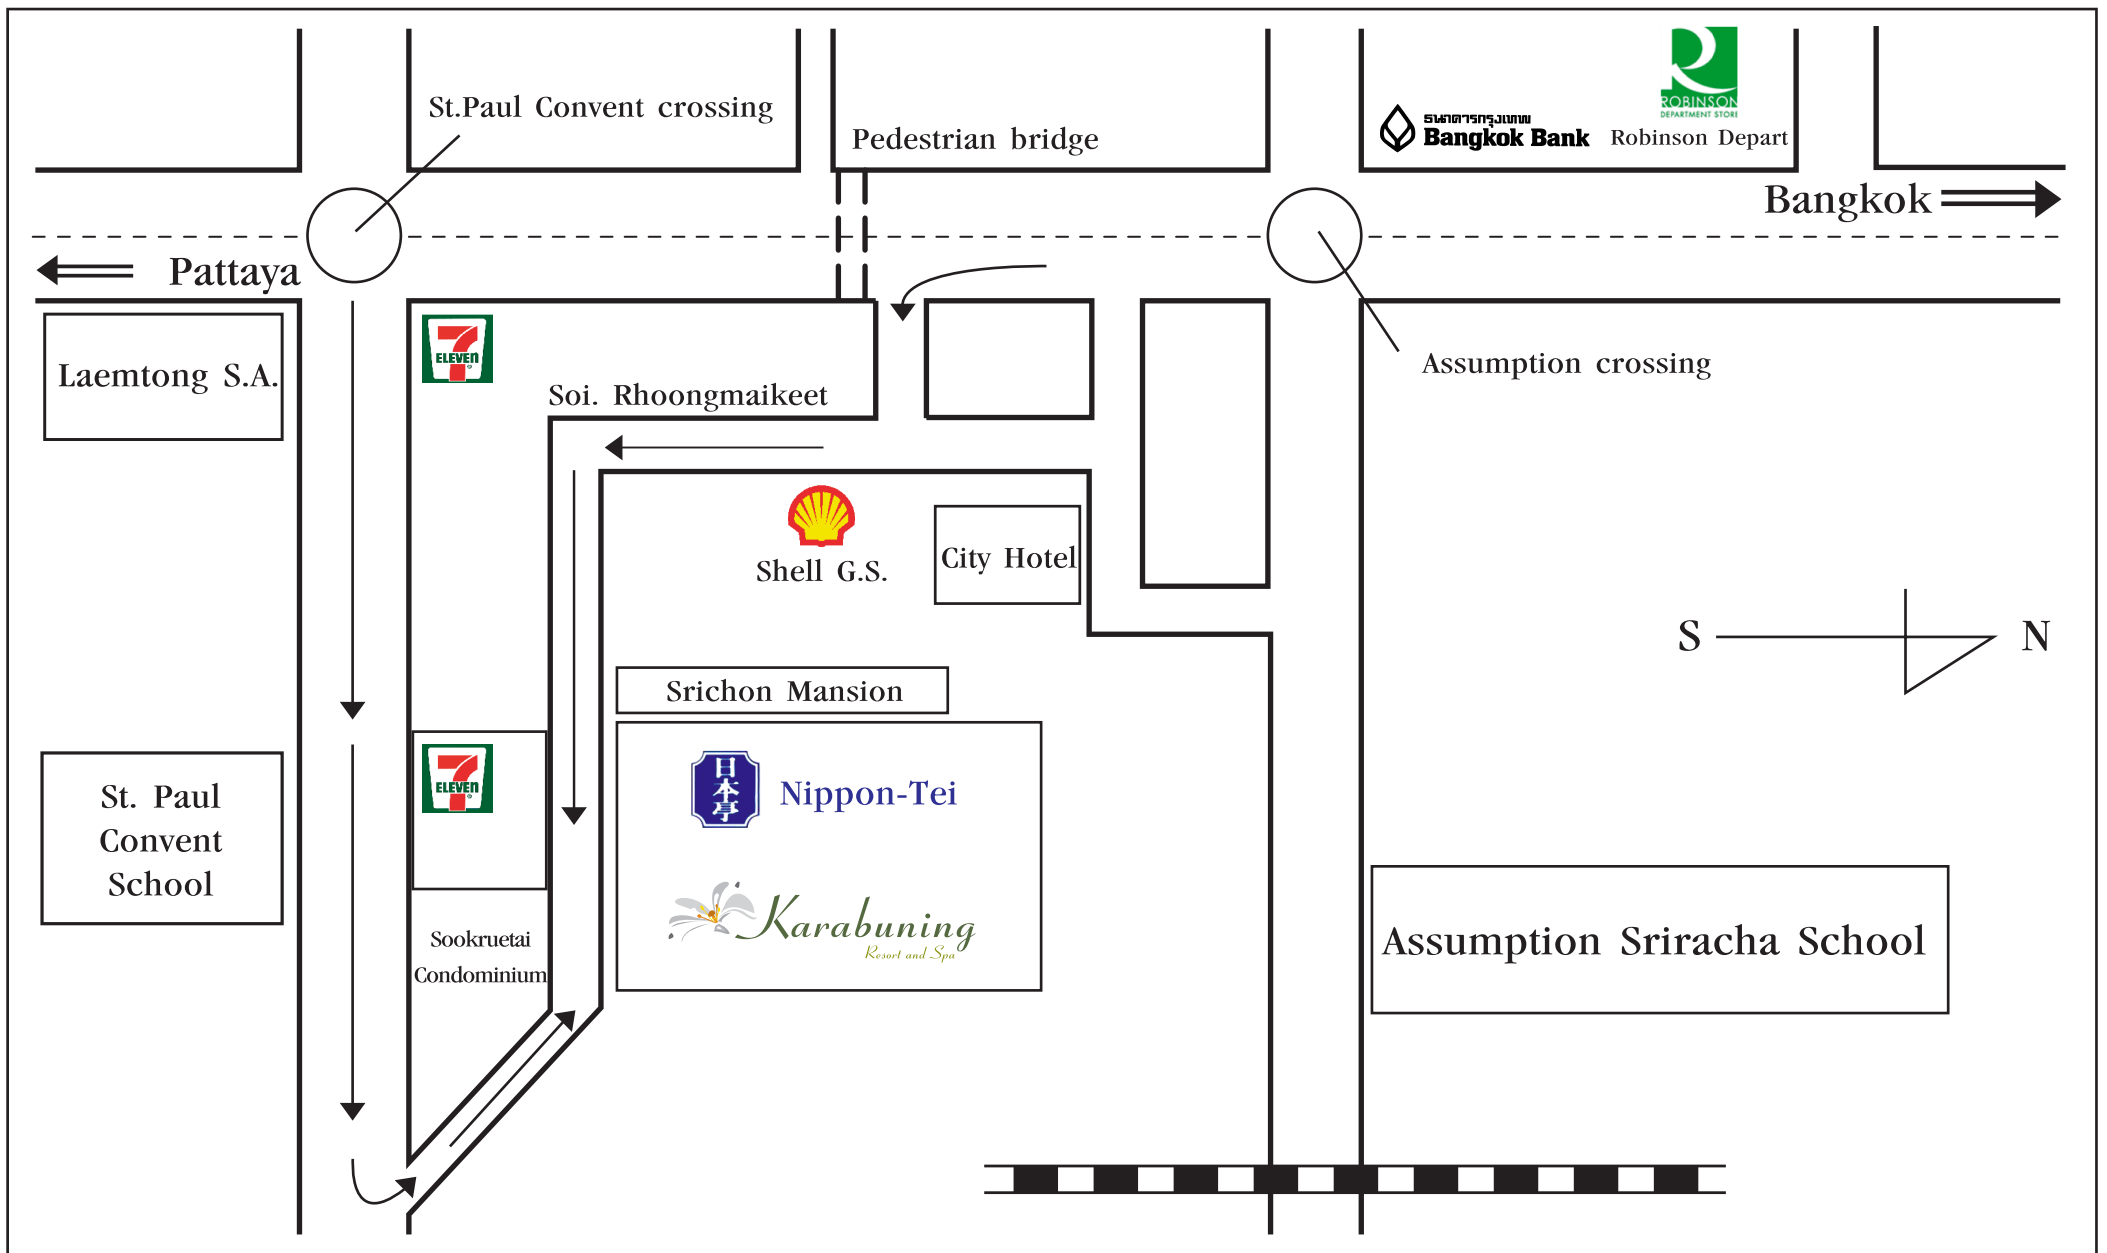 St.Paul Convent crossing
Pedestrian bridge
ธนาคารกรุงเทพ
Bangkok Bank
R
ROBINSON
DEPARTMENT STORE
Robinson Depart
Bangkok
Pattaya
Laemtong S.A.
7
ELEVEn
®
Soi. Rhoongmaikeet
Assumption crossing
Shell G.S.
City Hotel
S
N
Srichon Mansion
St. Paul
Convent
School
7
ELEVEn
®
日本亭
Nippon-Tei
Karabuning
Resort and Spa
Sookruetai
Condominium
Assumption Sriracha School